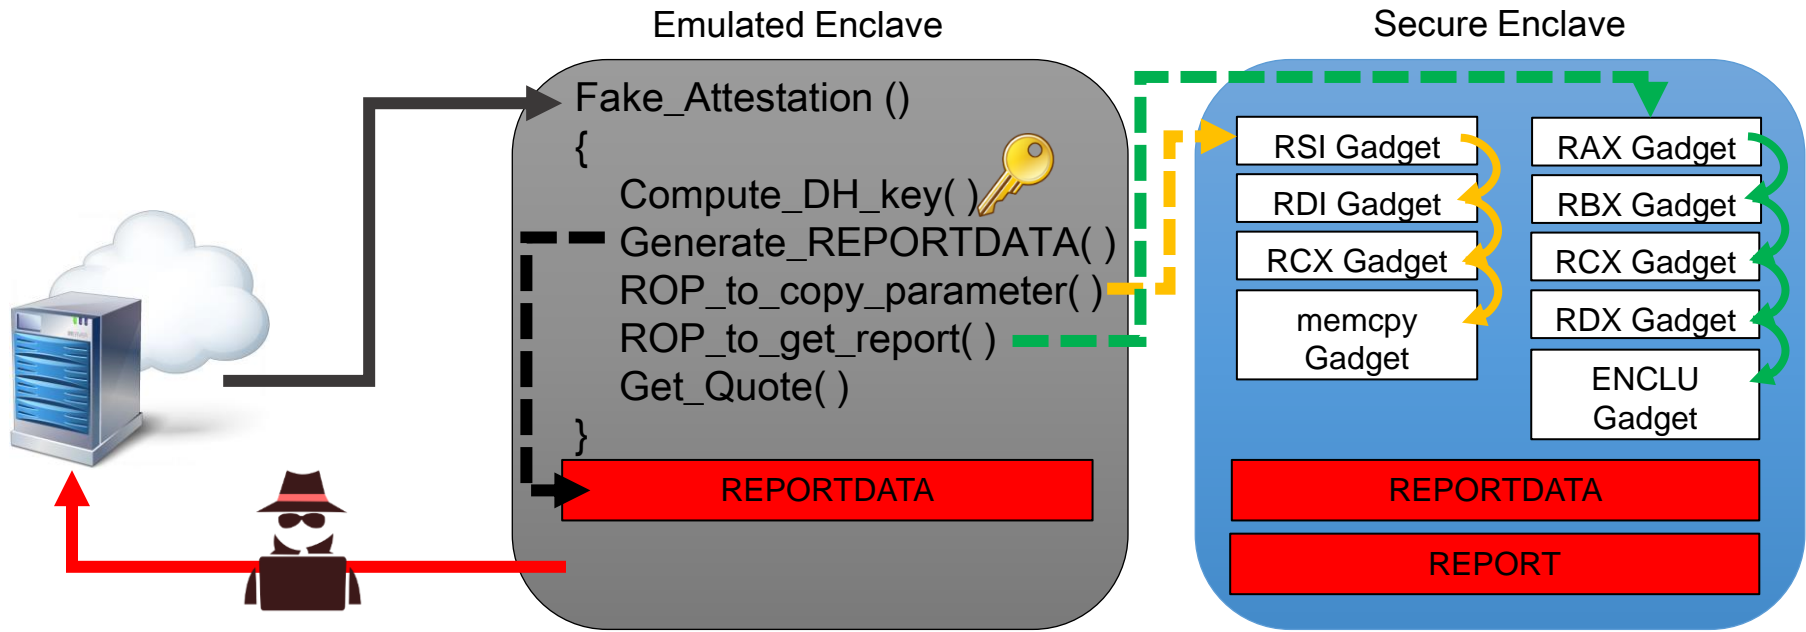 Emulated Enclave
Secure Enclave
Fake_Attestation ()
{
Compute_DH_key( )
Generate_REPORTDATA( )
ROP_to_copy_parameter( )
ROP_to_get_report( )
Get_Quote( )
}
REPORTDATA
RSI Gadget
RDI Gadget
RCX Gadget
memcpy
Gadget
RAX Gadget
RBX Gadget
RCX Gadget
RDX Gadget
ENCLU
Gadget
REPORTDATA
REPORT